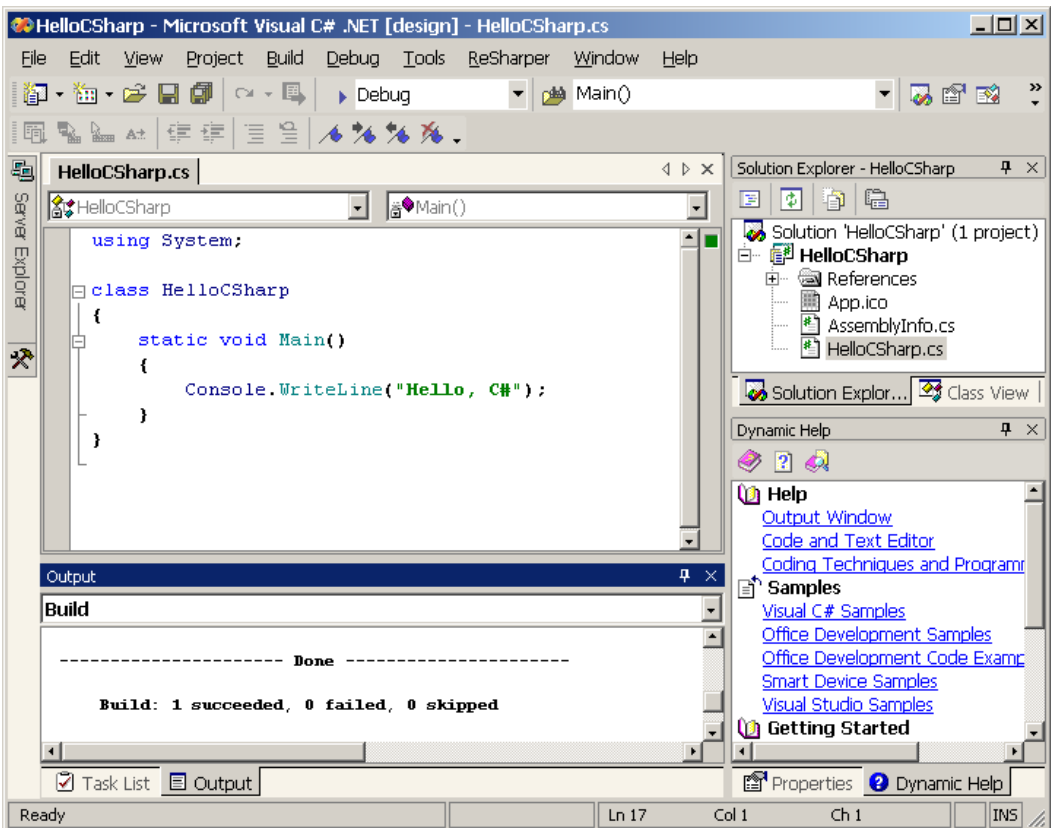 HelloCSharp - Microsoft Visual C# .NET [design] - HelloCSharp.cs
File Edit View Project Build Debug Tools ReSharper Window Help
Debug Main()
Server Explorer
HelloCSharp.cs
HelloCSharp Main()
using System;
class HelloCSharp
{
static void Main()
{
Console.WriteLine("Hello, C#");
}
}
Output
Build
---------------------- Done ----------------------
Build: 1 succeeded, 0 failed, 0 skipped
Task List Output
Solution Explorer - HelloCSharp
Solution 'HelloCSharp' (1 project)
HelloCSharp
References
App.ico
AssemblyInfo.cs
HelloCSharp.cs
Solution Explor... Class View
Dynamic Help
Help
Output Window
Code and Text Editor
Coding Techniques and Programm
Samples
Visual C# Samples
Office Development Samples
Office Development Code Examp
Smart Device Samples
Visual Studio Samples
Getting Started
Properties Dynamic Help
Ready Ln 17 Col 1 Ch 1 INS